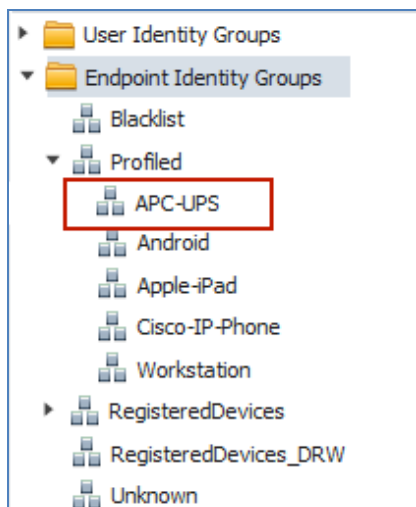 User Identity Groups
Endpoint Identity Groups
Blacklist
Profiled
APC-UPS
Android
Apple-iPad
Cisco-IP-Phone
Workstation
RegisteredDevices
RegisteredDevices_DRW
Unknown